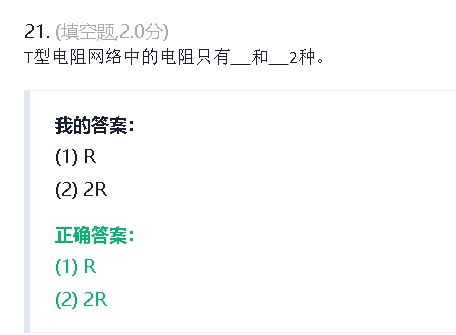 21. (填空题,2.0分)
T型电阻网络中的电阻只有__和__2种。
我的答案：
(1) R
(2) 2R
正确答案：
(1) R
(2) 2R